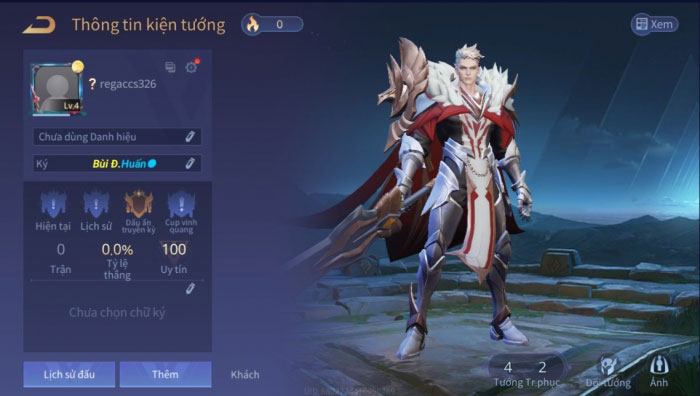 Thông tin kiện tướng
0
Xem
? regaccs326
Lv.4
Chưa dùng Danh hiệu
Ký
Bùi Đ.Huấn
Hiện tại
Lịch sử
Dấu ấn truyền kỳ
Cup vinh quang
0
0.0%
100
Trận
Tỷ lệ thắng
Uy tín
Chưa chọn chữ ký
Lịch sử đấu
Thêm
Khách
4
2
Tướng
Tr.phục
Đổi tướng
Ảnh